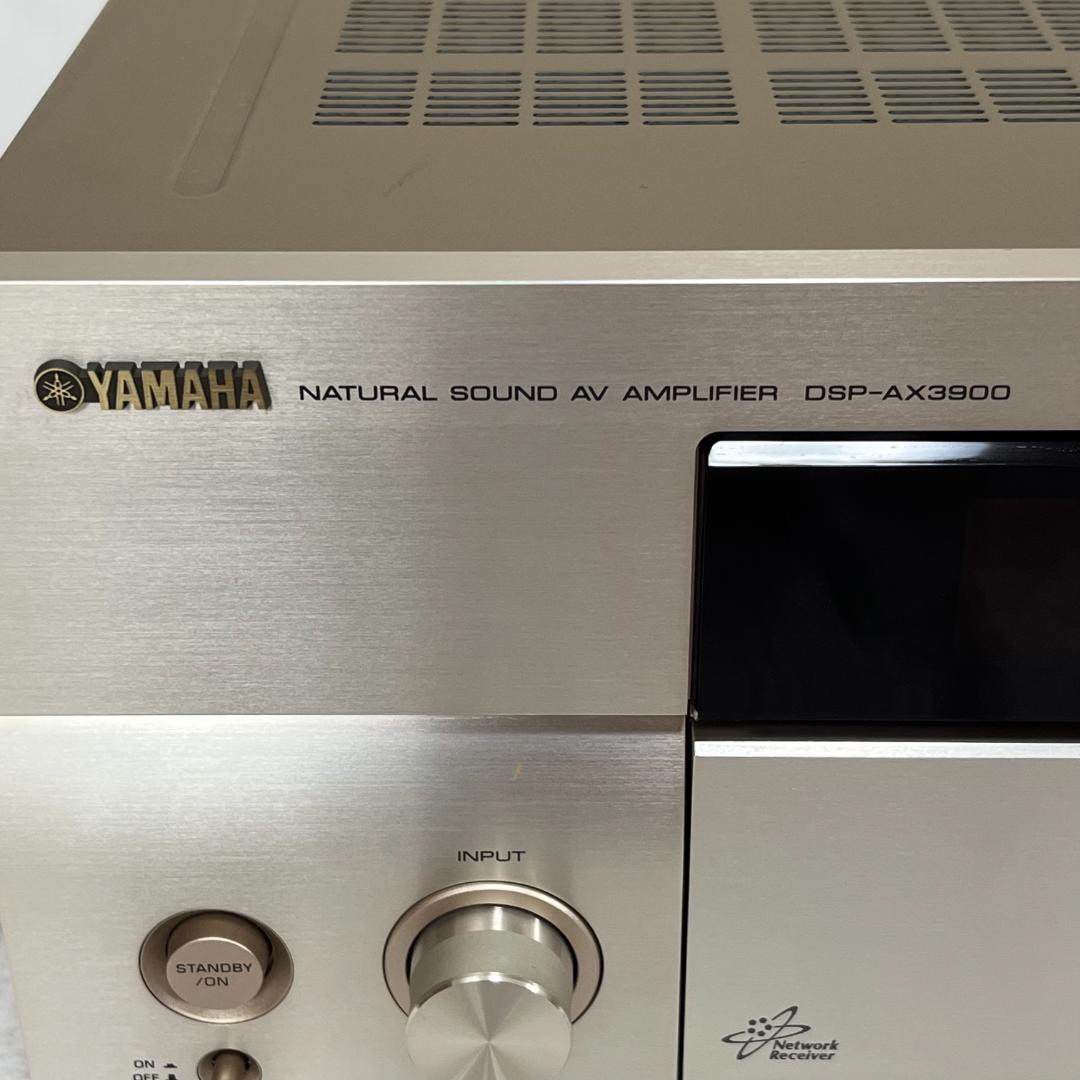 YAMAHA NATURAL SOUND AV AMPLIFIER DSP-AX3900
INPUT
STANDBY
/ON
Network
Receiver
ON
OFF